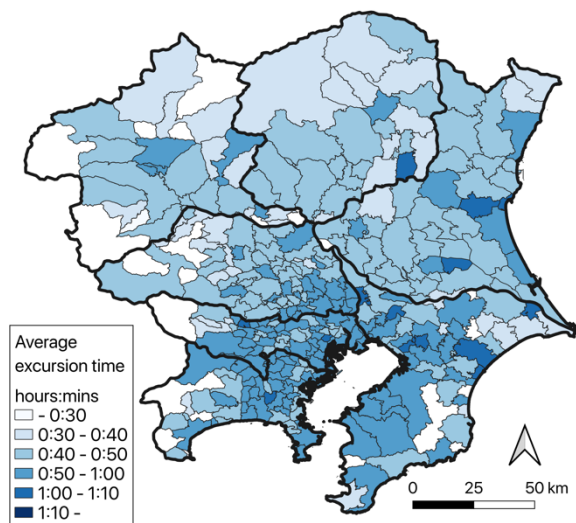 Average
excursion time
hours:mins
- 0:30
0:30 - 0:40
0:40 - 0:50
0:50 - 1:00
1:00 - 1:10
1:10 -
0 25 50 km